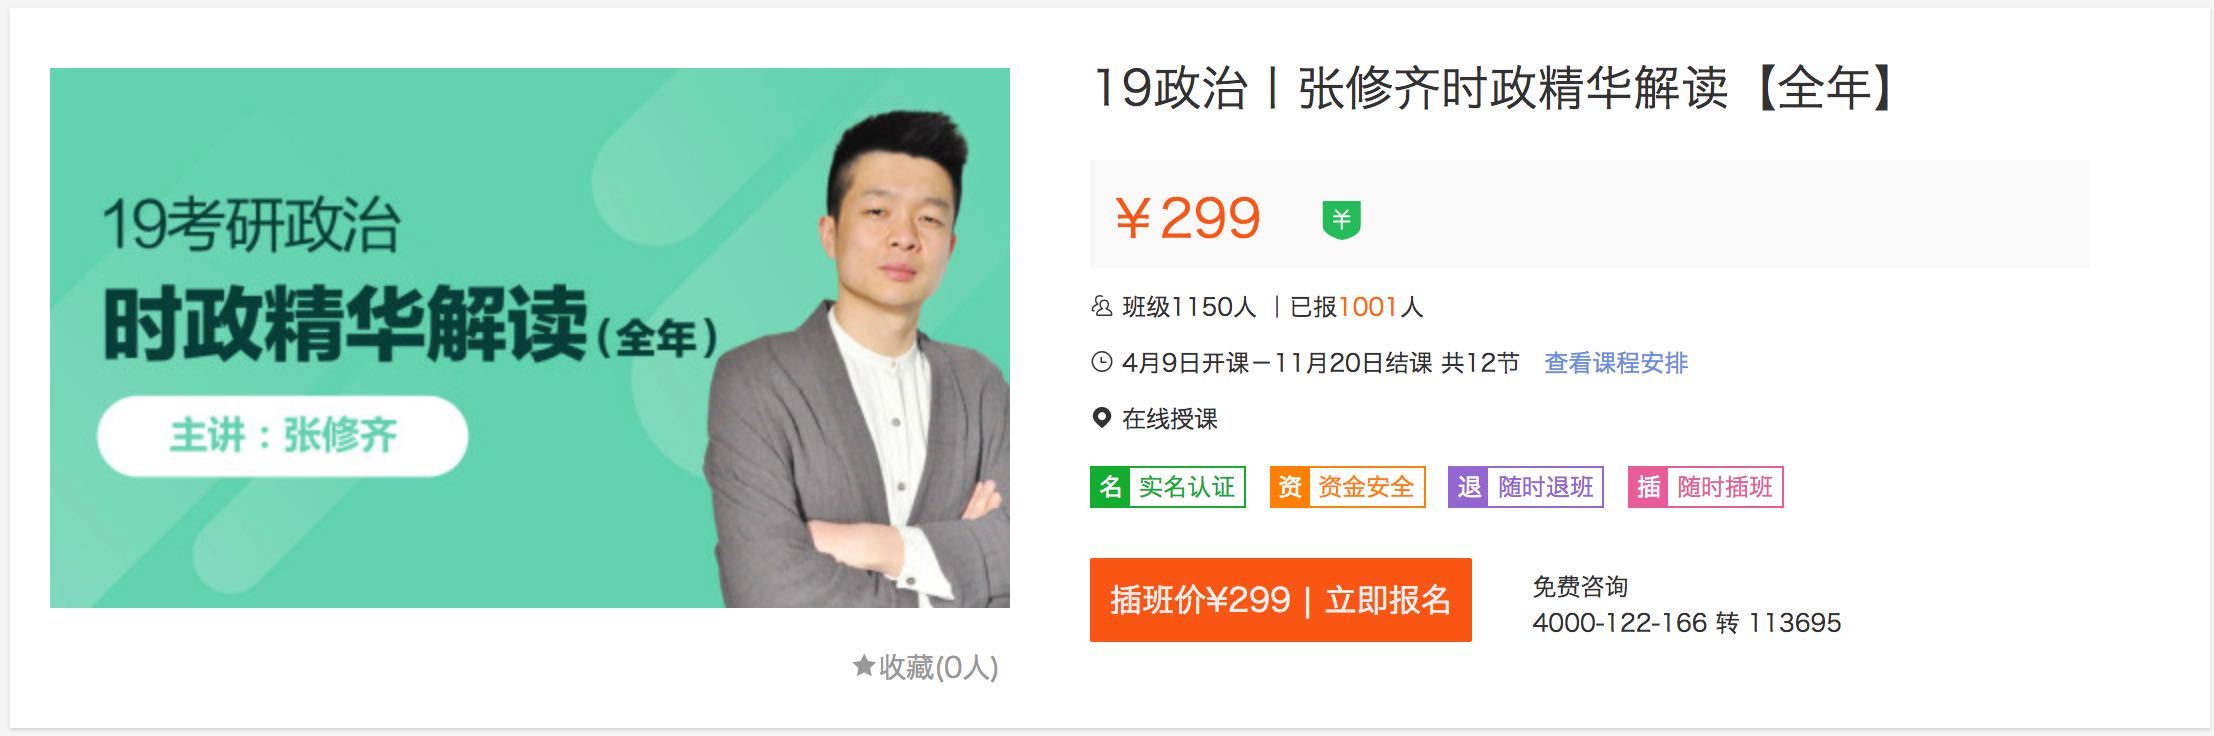 19考研政治
时政精华解读（全年）
主讲：张修齐
★收藏(0人)
19政治丨张修齐时政精华解读【全年】
￥299 ¥
班级1150人 丨已报1001人
4月9日开课－11月20日结课 共12节 查看课程安排
在线授课
名 实名认证 资 资金安全 退 随时退班 插 随时插班
插班价¥299 | 立即报名
免费咨询
4000-122-166 转 113695